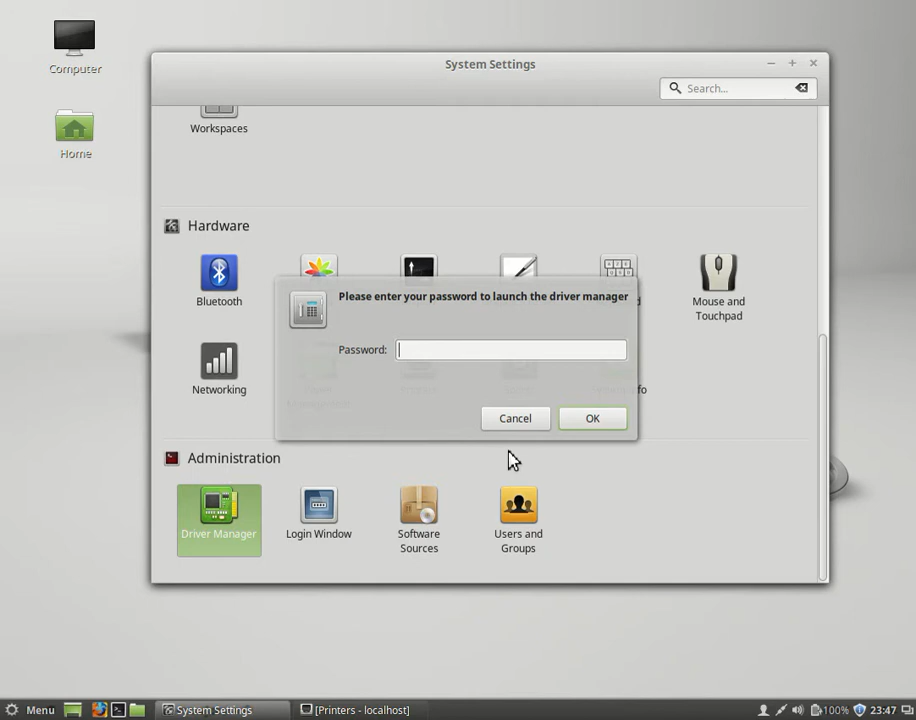 Computer
Home
System Settings
Search...
Workspaces
Hardware
Bluetooth
Mouse and
Touchpad
Please enter your password to launch the driver manager
Password:
Cancel
OK
Networking
Administration
Driver Manager
Login Window
Software
Sources
Users and
Groups
Menu
System Settings
[Printers - localhost]
100%
23:47